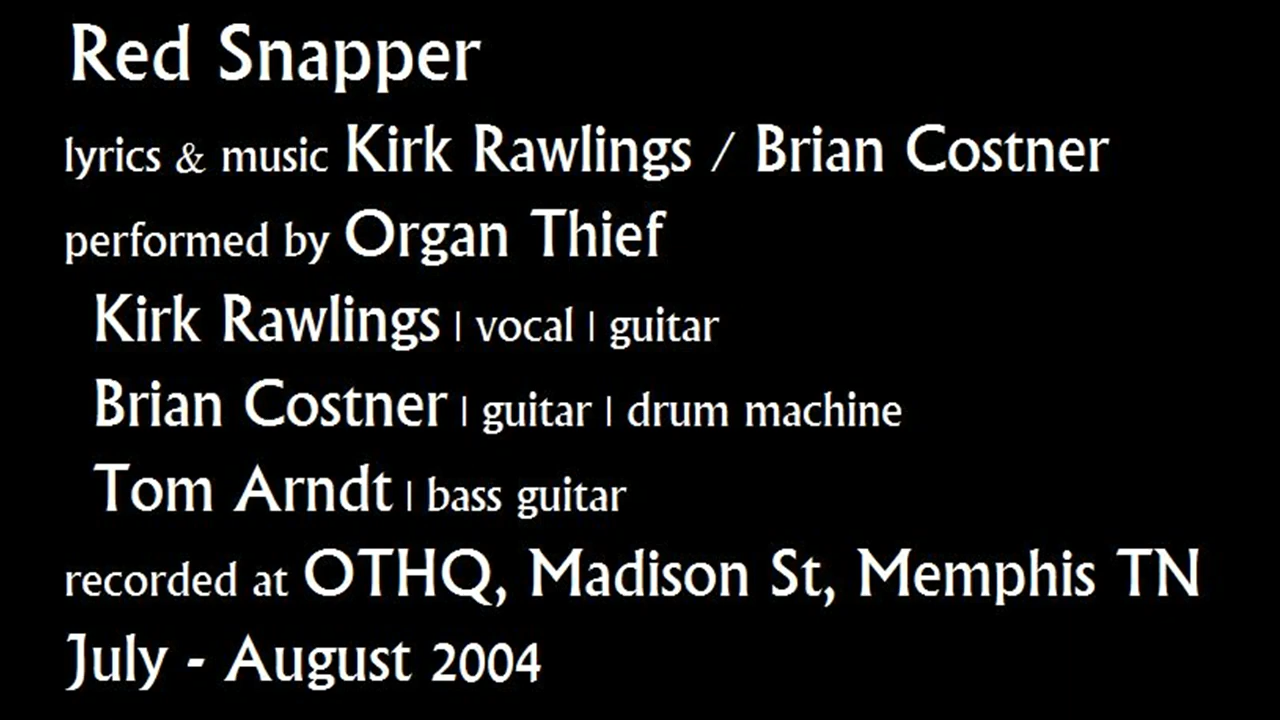 Red Snapper
lyrics & music Kirk Rawlings / Brian Costner
performed by Organ Thief
Kirk Rawlings | vocal | guitar
Brian Costner | guitar | drum machine
Tom Arndt | bass guitar
recorded at OTHQ, Madison St, Memphis TN
July - August 2004